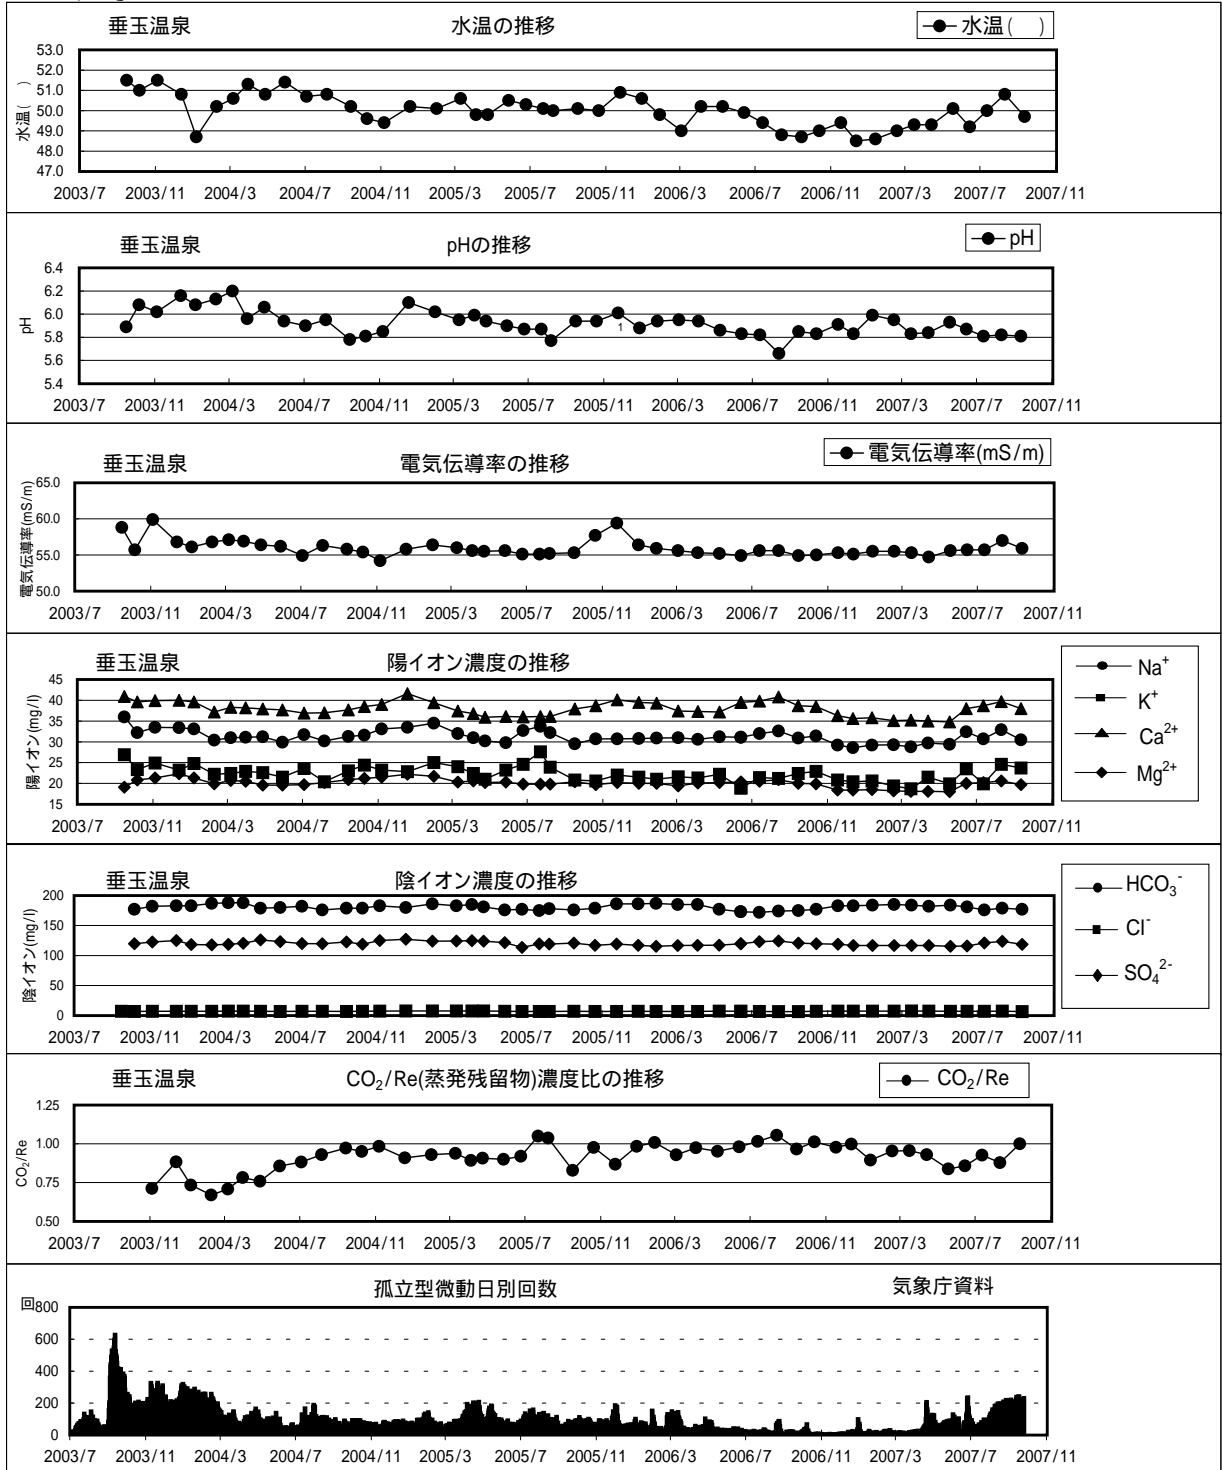 垂玉温泉 水温の推移 水温( )
53.0
52.0
51.0
50.0
49.0
48.0
47.0
水温( )
2003/7 2003/11 2004/3 2004/7 2004/11 2005/3 2005/7 2005/11 2006/3 2006/7 2006/11 2007/3 2007/7 2007/11
垂玉温泉 pHの推移 pH
6.4
6.2
6.0
5.8
5.6
5.4
pH
1
2003/7 2003/11 2004/3 2004/7 2004/11 2005/3 2005/7 2005/11 2006/3 2006/7 2006/11 2007/3 2007/7 2007/11
垂玉温泉 電気伝導率の推移 電気伝導率(mS/m)
65.0
60.0
55.0
50.0
電気伝導率(mS/m)
2003/7 2003/11 2004/3 2004/7 2004/11 2005/3 2005/7 2005/11 2006/3 2006/7 2006/11 2007/3 2007/7 2007/11
垂玉温泉 陽イオン濃度の推移
Na⁺
K⁺
Ca²⁺
Mg²⁺
45
40
35
30
25
20
15
陽イオン(mg/l)
2003/7 2003/11 2004/3 2004/7 2004/11 2005/3 2005/7 2005/11 2006/3 2006/7 2006/11 2007/3 2007/7 2007/11
垂玉温泉 陰イオン濃度の推移
HCO₃⁻
Cl⁻
SO₄²⁻
200
150
100
50
0
陰イオン(mg/l)
2003/7 2003/11 2004/3 2004/7 2004/11 2005/3 2005/7 2005/11 2006/3 2006/7 2006/11 2007/3 2007/7 2007/11
垂玉温泉 CO₂/Re(蒸発残留物)濃度比の推移 CO₂/Re
1.25
1.00
0.75
0.50
CO₂/Re
2003/7 2003/11 2004/3 2004/7 2004/11 2005/3 2005/7 2005/11 2006/3 2006/7 2006/11 2007/3 2007/7 2007/11
孤立型微動日別回数 気象庁資料
回
800
600
400
200
0
2003/7 2003/11 2004/3 2004/7 2004/11 2005/3 2005/7 2005/11 2006/3 2006/7 2006/11 2007/3 2007/7 2007/11